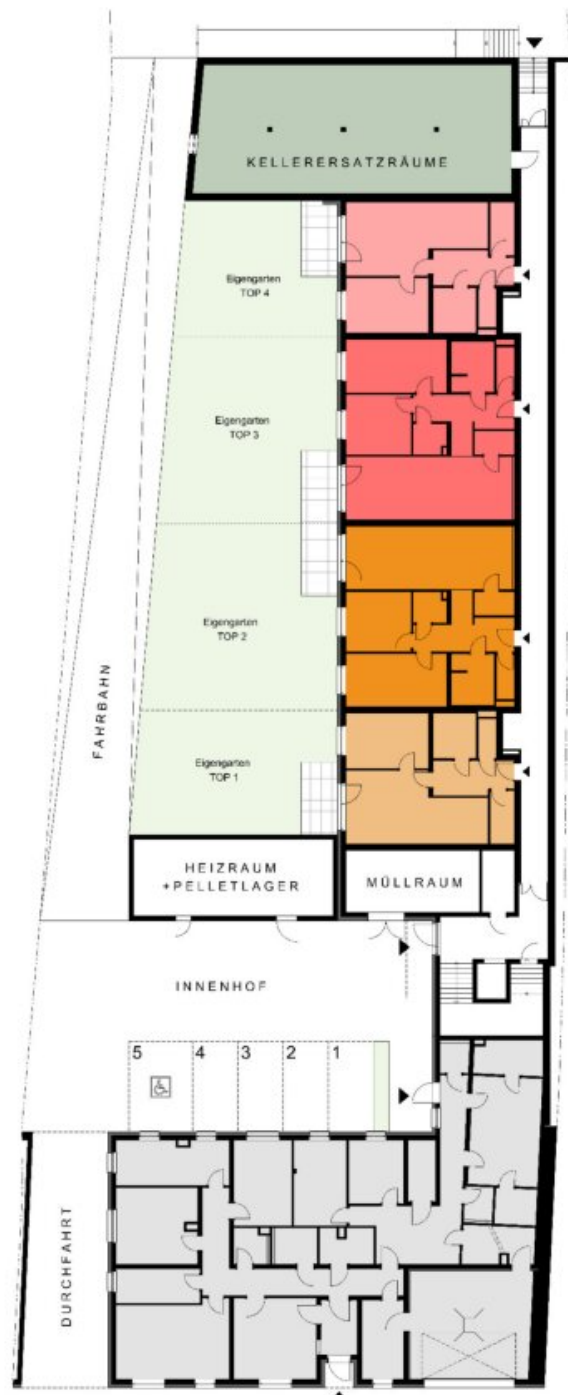 KELLERERSATZRÄUME
Eigengarten
TOP 4
Eigengarten
TOP 3
Eigengarten
TOP 2
FAHRBAHN
Eigengarten
TOP 1
HEIZRAUM
+PELLETLAGER
MÜLLRAUM
INNENHOF
5 4 3 2 1
DURCHFAHRT